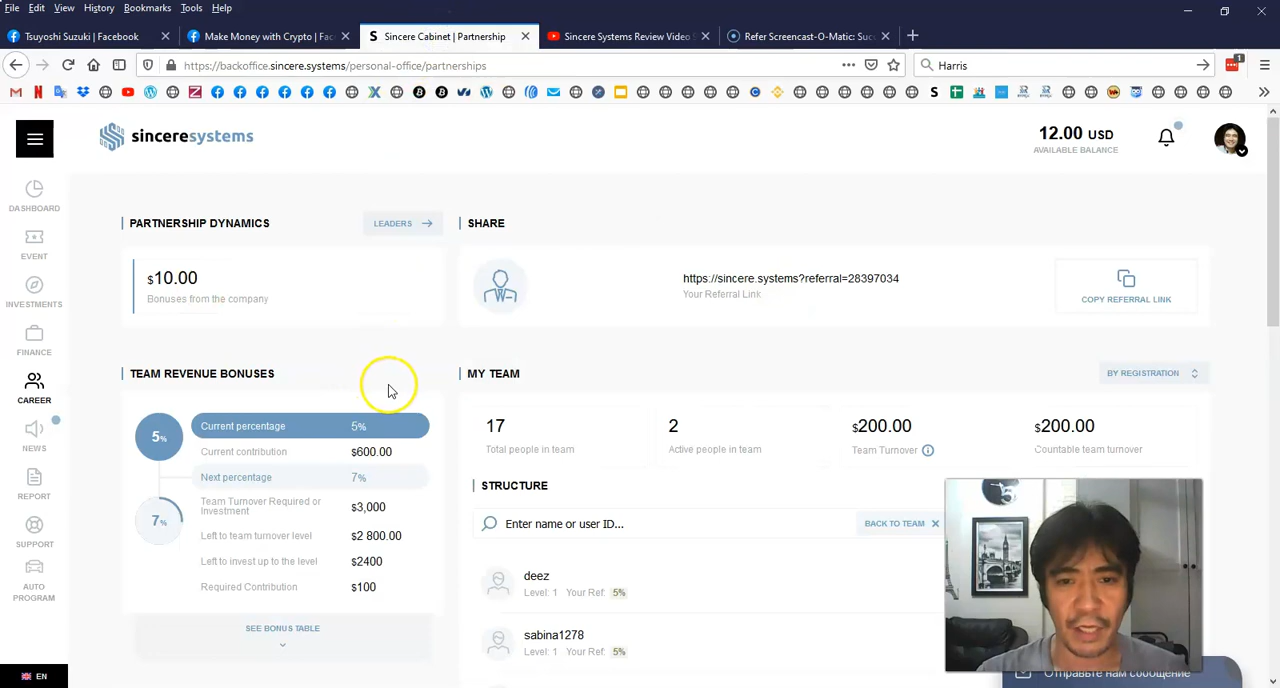 File Edit View History Bookmarks Tools Help
Tsuyoshi Suzuki | Facebook
Make Money with Crypto | Fac
Sincere Cabinet | Partnership
Sincere Systems Review Video S
Refer Screencast-O-Matic: Suc
https://backoffice.sincere.systems/personal-office/partnerships
Harris
1
sinceresystems
12.00 USD
AVAILABLE BALANCE
DASHBOARD
EVENT
INVESTMENTS
FINANCE
CAREER
NEWS
REPORT
SUPPORT
AUTO
PROGRAM
EN
PARTNERSHIP DYNAMICS
LEADERS
$10.00
Bonuses from the company
SHARE
https://sincere.systems?referral=28397034
Your Referral Link
COPY REFERRAL LINK
TEAM REVENUE BONUSES
5%
Current percentage 5%
Current contribution $600.00
Next percentage 7%
7%
Team Turnover Required or
Investment $3,000
Left to team turnover level $2 800.00
Left to invest up to the level $2400
Required Contribution $100
SEE BONUS TABLE
MY TEAM
BY REGISTRATION
17
Total people in team
2
Active people in team
$200.00
Team Turnover
$200.00
Countable team turnover
STRUCTURE
Enter name or user ID...
BACK TO TEAM
deez
Level: 1 Your Ref: 5%
sabina1278
Level: 1 Your Ref: 5%
Отправьте нам сообщение